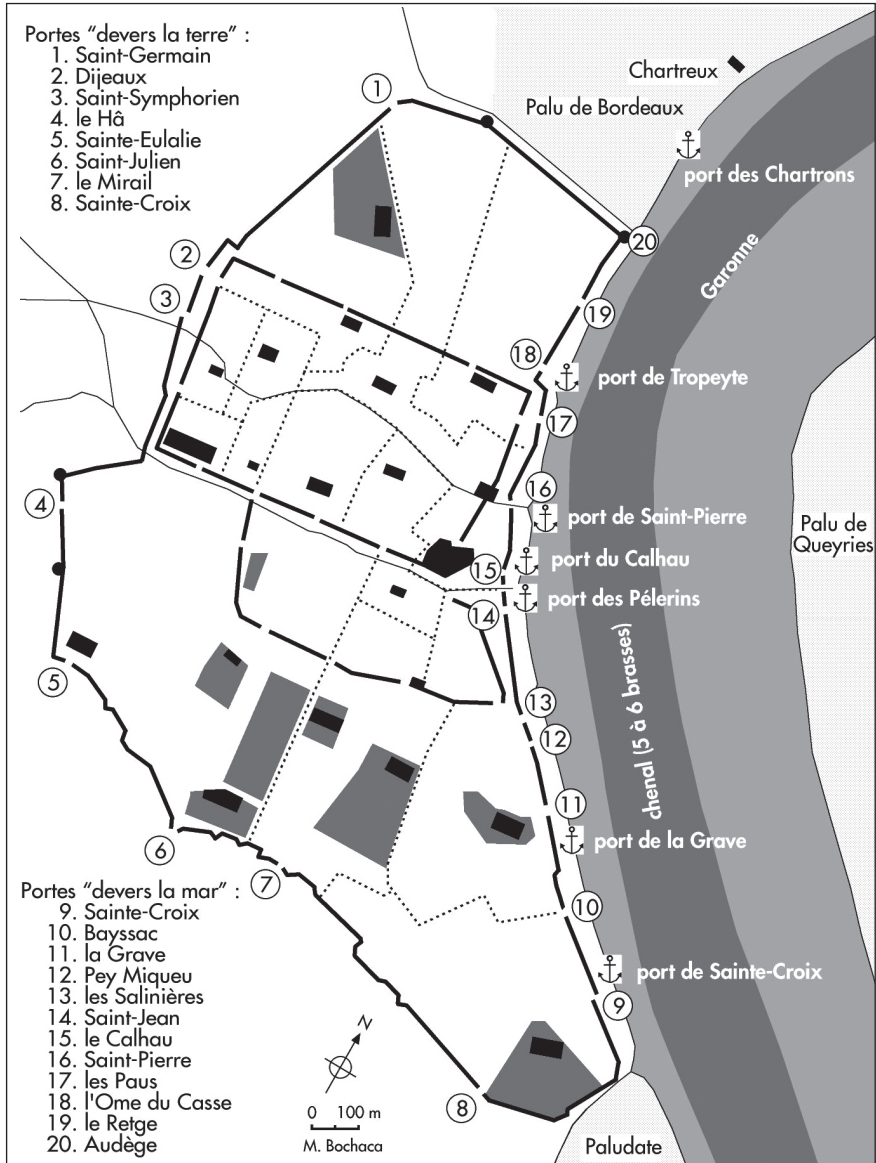 Portes “devers la terre” :
1. Saint-Germain
2. Dijeaux
3. Saint-Symphorien
4. le Hâ
5. Sainte-Eulalie
6. Saint-Julien
7. le Mirail
8. Sainte-Croix
1
Chartreux
Palu de Bordeaux
port des Chartrons
2
20
Garonne
3
19
18
port de Tropeyte
17
4
16
port de Saint-Pierre
Palu de
Queyries
15
port du Calhau
14
port des Pélerins
5
13
chenal (5 à 6 brasses)
12
11
port de la Grave
6
7
10
port de Sainte-Croix
9
8
Portes “devers la mar” :
9. Sainte-Croix
10. Bayssac
11. la Grave
12. Pey Miqueu
13. les Salinières
14. Saint-Jean
15. le Calhau
16. Saint-Pierre
17. les Paus
18. l'Ome du Casse
19. le Retge
20. Audège
N
0 100 m
M. Bochaca
Paludate